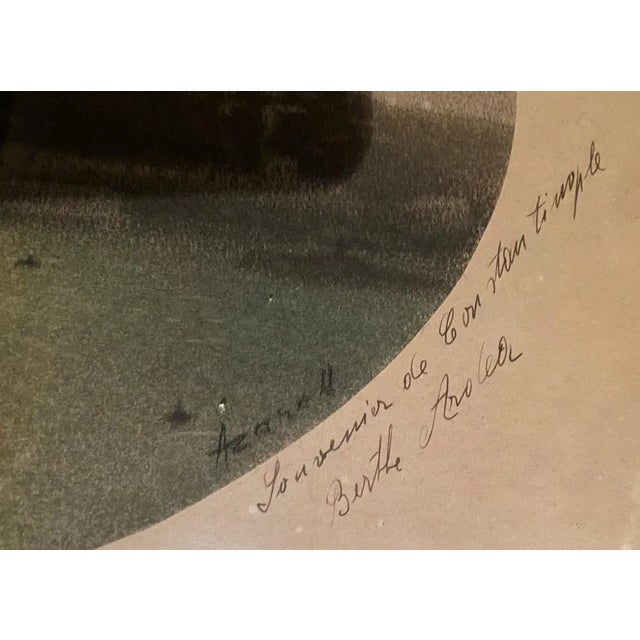 Souvenir de Constantinople
Berthe